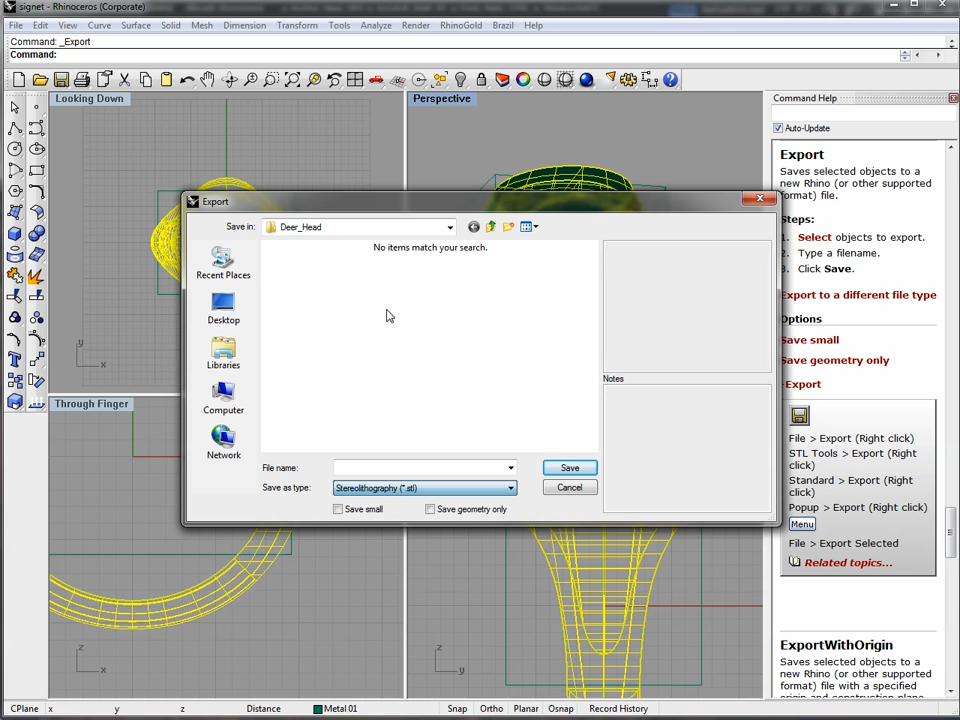 signet - Rhinoceros (Corporate)
File Edit View Curve Surface Solid Mesh Dimension Transform Tools Analyze Render RhinoGold Brazil Help
Command: _Export
Command:
Looking Down
Perspective
Command Help
Auto-Update
Export
Saves selected objects to a
new Rhino (or other supported
format) file.
Steps:
1. Select objects to export.
2. Type a filename.
3. Click Save.
Export to a different file type
Options
Save small
Save geometry only
-Export
File > Export (Right click)
STL Tools > Export (Right
click)
Standard > Export (Right
click)
Popup > Export (Right click)
Menu
File > Export Selected
Related topics...
ExportWithOrigin
Saves selected objects to a
new Rhino (or other supported
format) file with a specified
Export
Save in: Deer_Head
No items match your search.
Recent Places
Desktop
Libraries
Computer
Network
Notes
File name:
Save
Save as type: Stereolithography (*.stl)
Cancel
Save small
Save geometry only
Through Finger
y
x
z
x
z
y
CPlane x y z Distance Metal 01 Snap Ortho Planar Osnap Record History